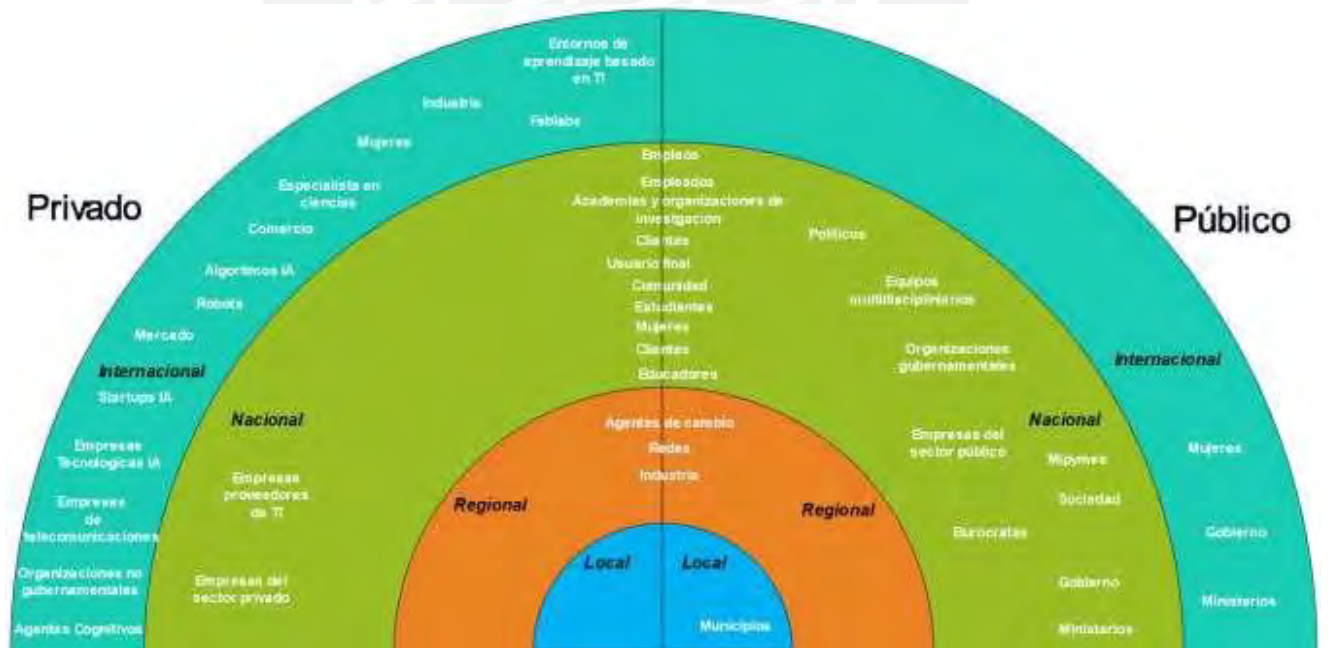 Entornos de
aprendizaje basado
en TI
Industria
Fablabs
Mujeres
Especialista en
ciencias
Comercio
Algoritmos IA
Robots
Mercado
Internacional
Startups IA
Empresas
Tecnologicas IA
Empresas
de
telecomunicaciones
Organizaciones no
gubernamentales
Agentes Cognitivos
Privado
Nacional
Empresas
proveedores
de TI
Empresas del
sector privado
Empleos
Empleados
Academias y organizaciones de
investgación
Clientes
Usuario final
Comunidad
Estudiantes
Mujeres
Clientes
Educadores
Agentes de cambio
Redes
Industria
Regional
Regional
Local
Local
Municipios
Políticos
Equipos
multidisciplinarios
Organizaciones
gubernamentales
Nacional
Empresas del
sector público
Mipymes
Sociedad
Burocratas
Gobierno
Ministerios
Público
Internacional
Mujeres
Gobierno
Ministerios